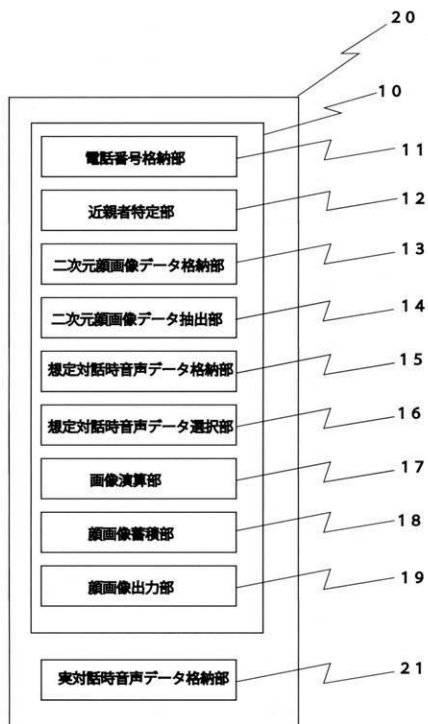 20
10
電話番号格納部 11
近親者特定部 12
二次元顔画像データ格納部 13
二次元顔画像データ抽出部 14
想定対話時音声データ格納部 15
想定対話時音声データ選択部 16
画像演算部 17
顔画像蓄積部 18
顔画像出力部 19
実対話時音声データ格納部 21